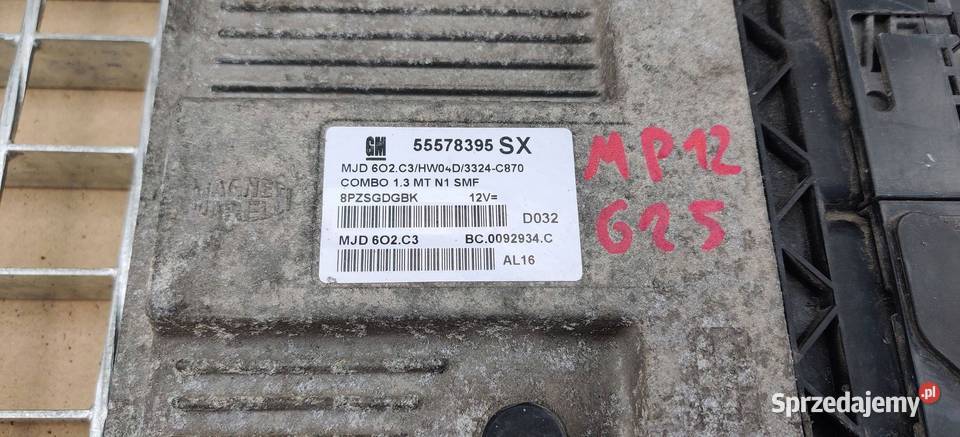 GM 55578395 SX
MJD 6O2.C3/HW04D/3324-C870
COMBO 1.3 MT N1 SMF
8PZSGDGBK 12V=
D032
MJD 6O2.C3 BC.0092934.C
AL16
MP12
G25
MAGNETI
MARELLI
Sprzedajemy.pl